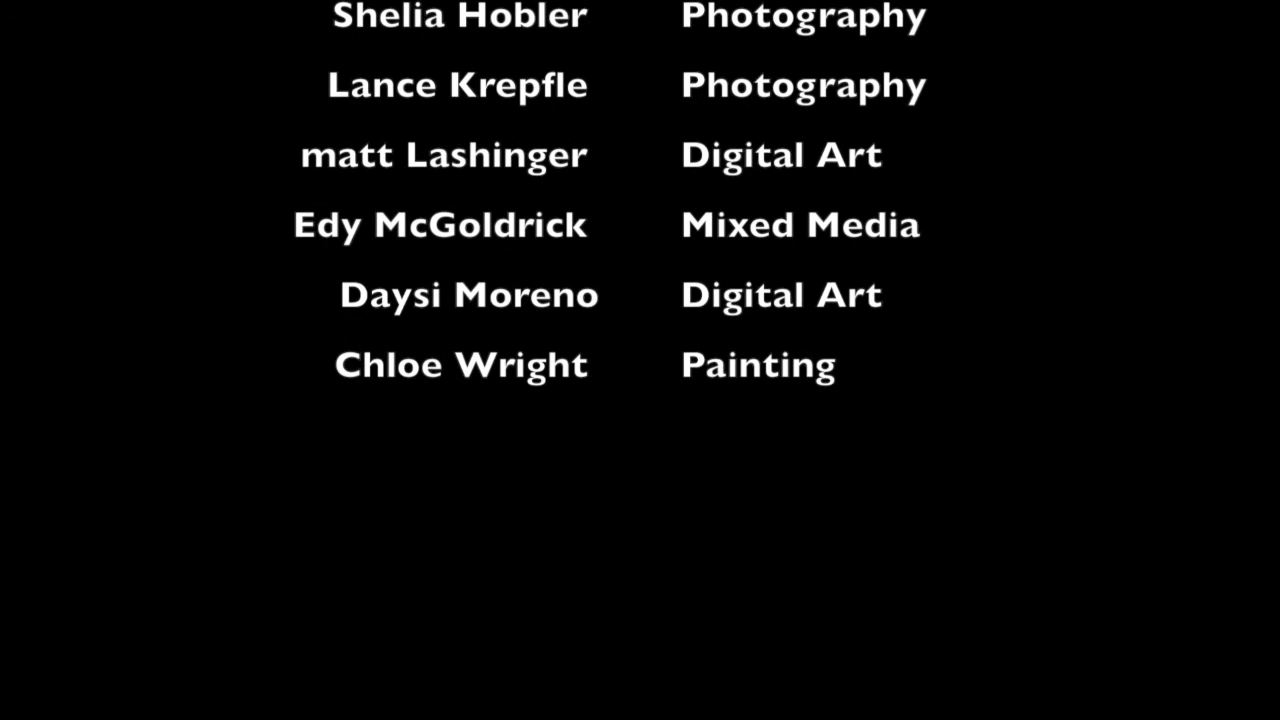 Shelia Hobler Photography
Lance Krepfle Photography
matt Lashinger Digital Art
Edy McGoldrick Mixed Media
Daysi Moreno Digital Art
Chloe Wright Painting